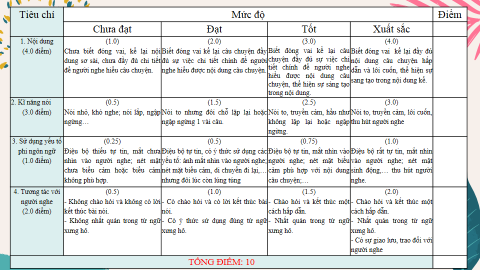 Tiêu chí
Mức độ
Điểm
Chưa đạt
Đạt
Tốt
Xuất sắc
1. Nội dung
(4.0 điểm)
(1.0)
Chưa biết đóng vai, kể lại nội
dung sơ sài, chưa đầy đủ chi tiết
để người nghe hiểu câu chuyện.
(2.0)
Biết đóng vai kể lại câu chuyện đầy
đủ sự việc chi tiết chính để người
nghe hiểu được nội dung câu chuyện.
(3.0)
Biết đóng vai kể lại câu
chuyện đầy đủ sự việc chi
tiết chính để người nghe
hiểu được nội dung câu
chuyện, thể hiện sự sáng tạo
trong nội dung.
(4.0)
Biết đóng vai kể lại đầy đủ
nội dung câu chuyện hấp
dẫn và lôi cuốn, thể hiện sự
sáng tạo trong nội dung kể.
2. Kĩ năng nói
(3.0 điểm)
(0.5)
Nói nhỏ, khó nghe; nói lắp, ngập
ngừng…
(1.5)
Nói to nhưng đôi chỗ lặp lại hoặc
ngập ngừng 1 vài câu.
(2.5)
Nói to, truyền cảm, hầu như
không lặp lại hoặc ngập
ngừng.
(3.0)
Nói to, truyền cảm, lôi cuốn,
thu hút người nghe
3. Sử dụng yếu tố
phi ngôn ngữ
(1.0 điểm)
(0.25)
Điệu bộ thiếu tự tin, mắt chưa
nhìn vào người nghe; nét mặt
chưa biểu cảm hoặc biểu cảm
không phù hợp.
(0.5)
Điệu bộ tự tin, có ý thức sử dụng các
yếu tố: ánh mắt nhìn vào người nghe;
nét mặt biểu cảm, di chuyển đi lại,…
nhưng đôi lúc còn lúng túng
(0.75)
Điệu bộ tự tin, mắt nhìn vào
người nghe; nét mặt biểu
cảm phù hợp với nội dung
câu chuyện;…
(1.0)
Điệu bộ rất tự tin, mắt nhìn
vào người nghe; nét mặt
sinh động,… thu hút người
nghe.
4. Tương tác với
người nghe
(2.0 điểm)
(0.5)
- Không chào hỏi và không có lời
kết thúc bài nói.
- Không nhất quán trong từ ngữ
xưng hô.
(1.0)
- Có chào hỏi và có lời kết thúc bài
nói.
- Có ý thức sử dụng đúng từ ngữ
xưng hô.
(1.5)
- Chào hỏi và kết thúc một
cách hấp dẫn.
- Nhất quán trong từ ngữ
xưng hô.
(2.0)
- Chào hỏi và kết thúc một
cách hấp dẫn.
- Nhất quán trong từ ngữ
xưng hô.
- Có sự giao lưu, trao đổi với
người nghe
TỔNG ĐIỂM: 10